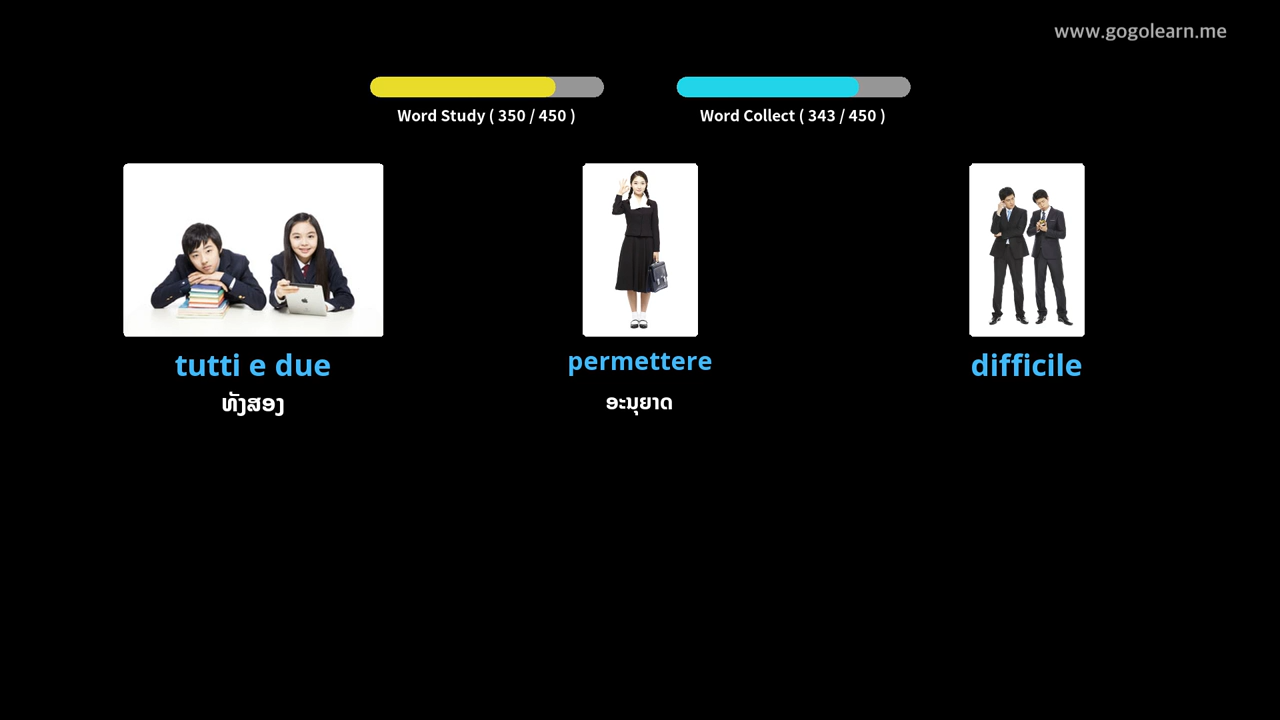 www.gogolearn.me
Word Study ( 350 / 450 )
Word Collect ( 343 / 450 )
tutti e due
permettere
difficile
ທັງສອງ
ອະນຸຍາດ